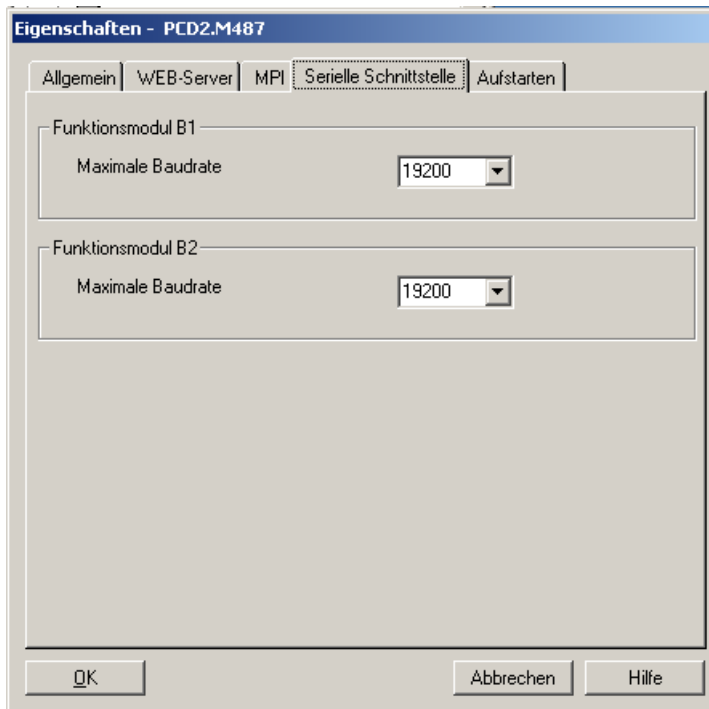 Eigenschaften - PCD2.M487
Allgemein WEB-Server MPI Serielle Schnittstelle Aufstarten
Funktionsmodul B1
Maximale Baudrate 19200
Funktionsmodul B2
Maximale Baudrate 19200
OK Abbrechen Hilfe